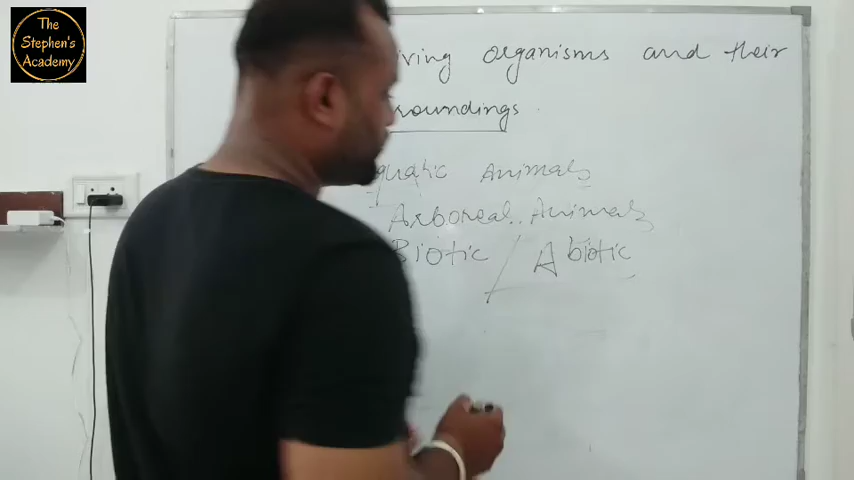 The
Stephen's
Academy
organisms and their
Animals
Arboreal Animals
Biotic / Abiotic